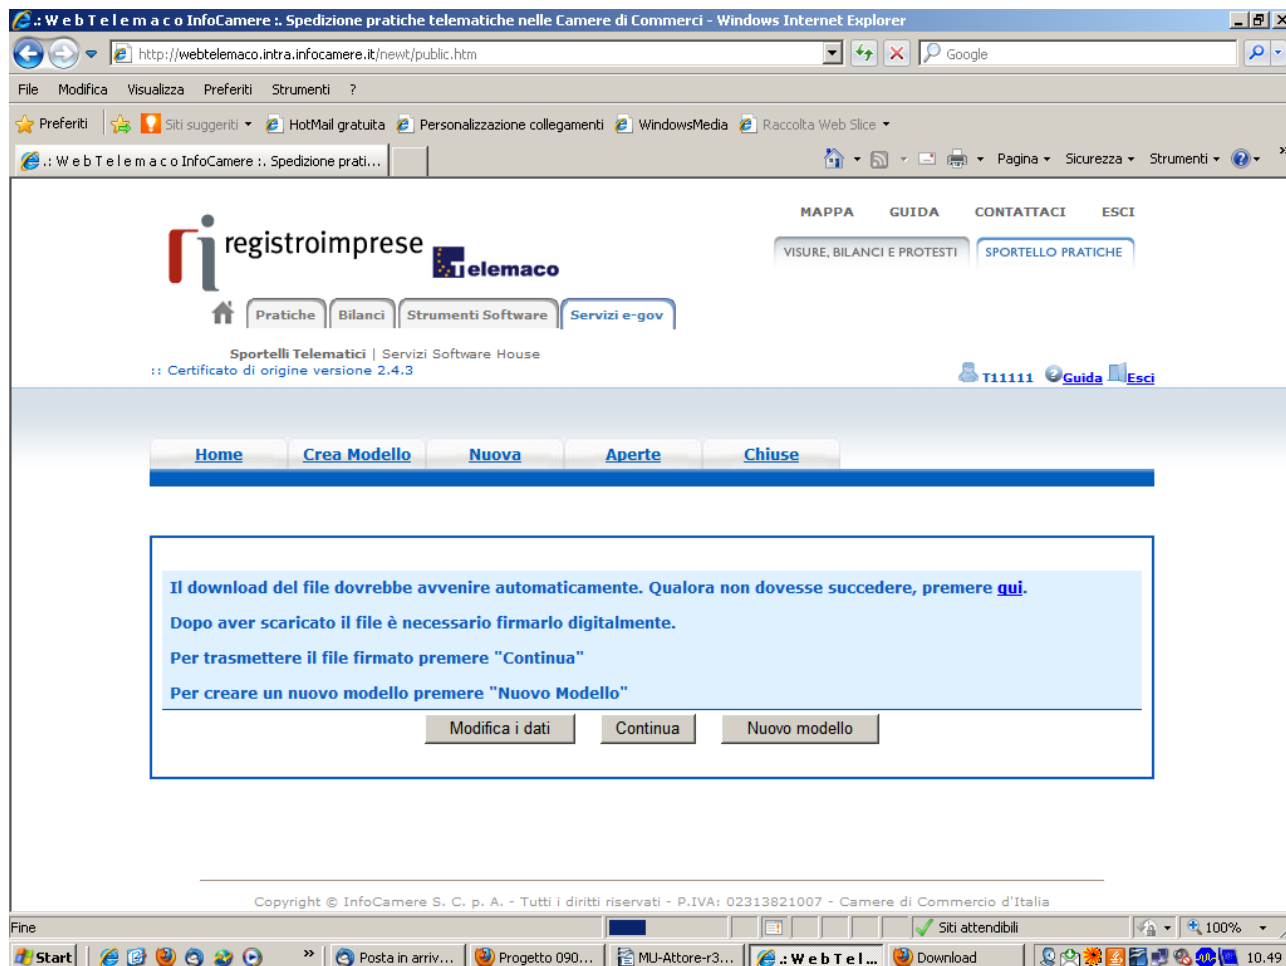 .: W e b T e l e m a c o InfoCamere :. Spedizione pratiche telematiche nelle Camere di Commerci - Windows Internet Explorer
http://webtelemaco.intra.infocamere.it/newt/public.htm
Google
File Modifica Visualizza Preferiti Strumenti ?
Preferiti Siti suggeriti HotMail gratuita Personalizzazione collegamenti WindowsMedia Raccolta Web Slice
.: W e b T e l e m a c o InfoCamere :. Spedizione prati... Pagina Sicurezza Strumenti »
MAPPA GUIDA CONTATTACI ESCI
registroimprese Telemaco
VISURE, BILANCI E PROTESTI SPORTELLO PRATICHE
Pratiche Bilanci Strumenti Software Servizi e-gov
Sportelli Telematici | Servizi Software House
:: Certificato di origine versione 2.4.3
T11111 Guida Esci
Home Crea Modello Nuova Aperte Chiuse
Il download del file dovrebbe avvenire automaticamente. Qualora non dovesse succedere, premere qui.
Dopo aver scaricato il file è necessario firmarlo digitalmente.
Per trasmettere il file firmato premere "Continua"
Per creare un nuovo modello premere "Nuovo Modello"
Modifica i dati Continua Nuovo modello
Copyright © InfoCamere S. C. p. A. - Tutti i diritti riservati - P.IVA: 02313821007 - Camere di Commercio d'Italia
Fine Siti attendibili 100%
Start » Posta in arriv... Progetto 090... MU-Attore-r3... .: W e b T e l... Download 10.49